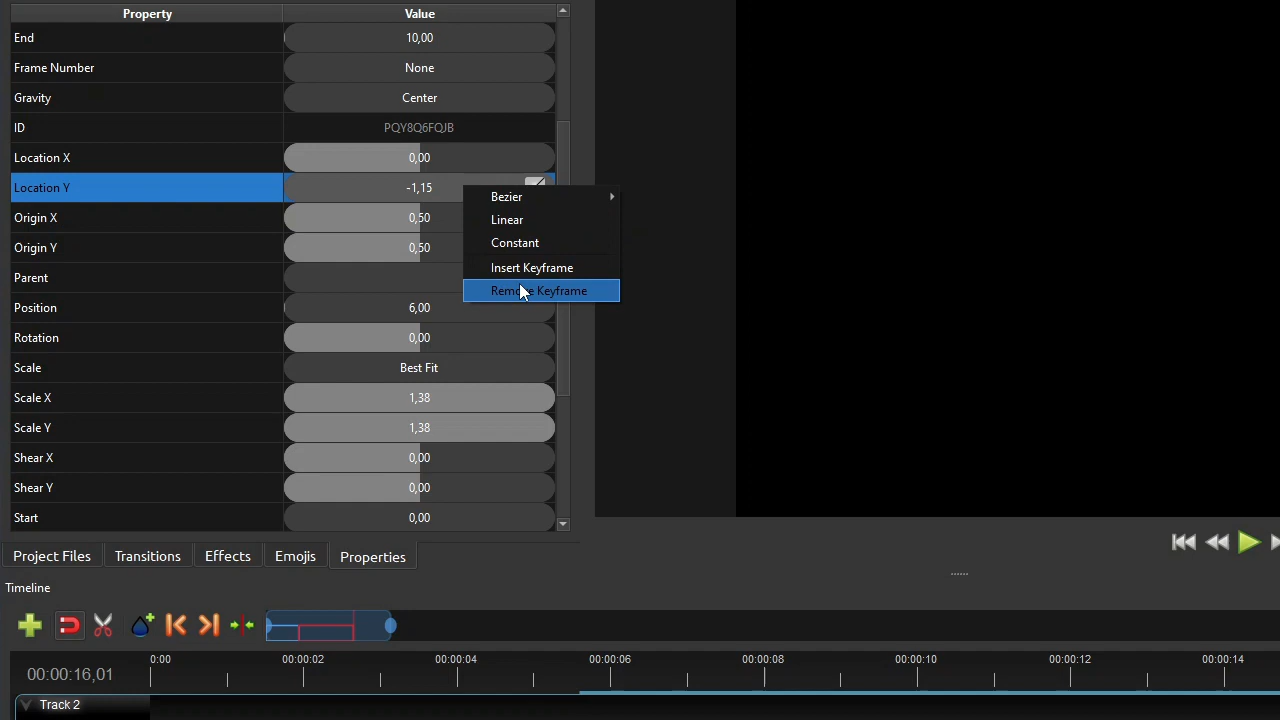 Property Value
End 10,00
Frame Number None
Gravity Center
ID PQY8Q6FQJB
Location X 0,00
Location Y -1,15
Bezier
Origin X 0,50
Linear
Constant
Origin Y 0,50
Insert Keyframe
Parent
Remove Keyframe
Position 6,00
Rotation 0,00
Scale Best Fit
Scale X 1,38
Scale Y 1,38
Shear X 0,00
Shear Y 0,00
Start 0,00
Project Files Transitions Effects Emojis Properties
Timeline
0:00 00:00:02 00:00:04 00:00:06 00:00:08 00:00:10 00:00:12 00:00:14
00:00:16,01
Track 2